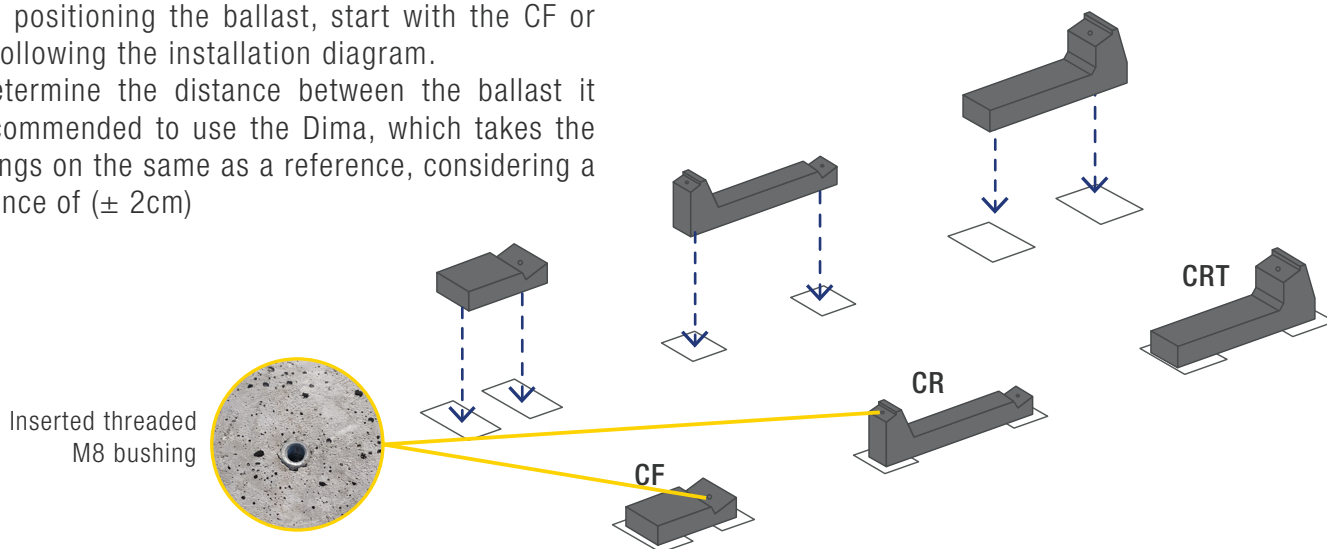 positioning the ballast, start with the CF or
ollowing the installation diagram.
etermine the distance between the ballast it
commended to use the Dima, which takes the
ngs on the same as a reference, considering a
nce of (± 2cm)
CRT
CR
Inserted threaded
M8 bushing
CF